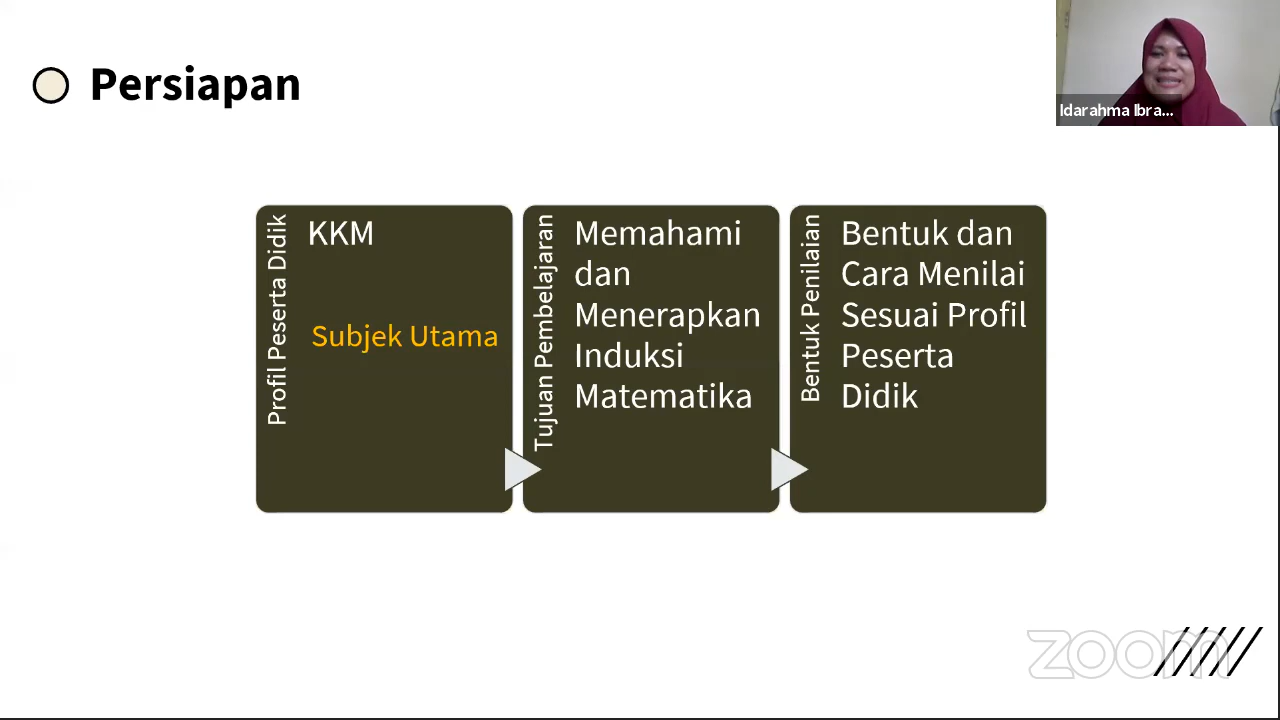 Persiapan
Idarahma Ibra...
Profil Peserta Didik
KKM
Subjek Utama
Tujuan Pembelajaran
Memahami
dan
Menerapkan
Induksi
Matematika
Bentuk Penilaian
Bentuk dan
Cara Menilai
Sesuai Profil
Peserta
Didik
zoom